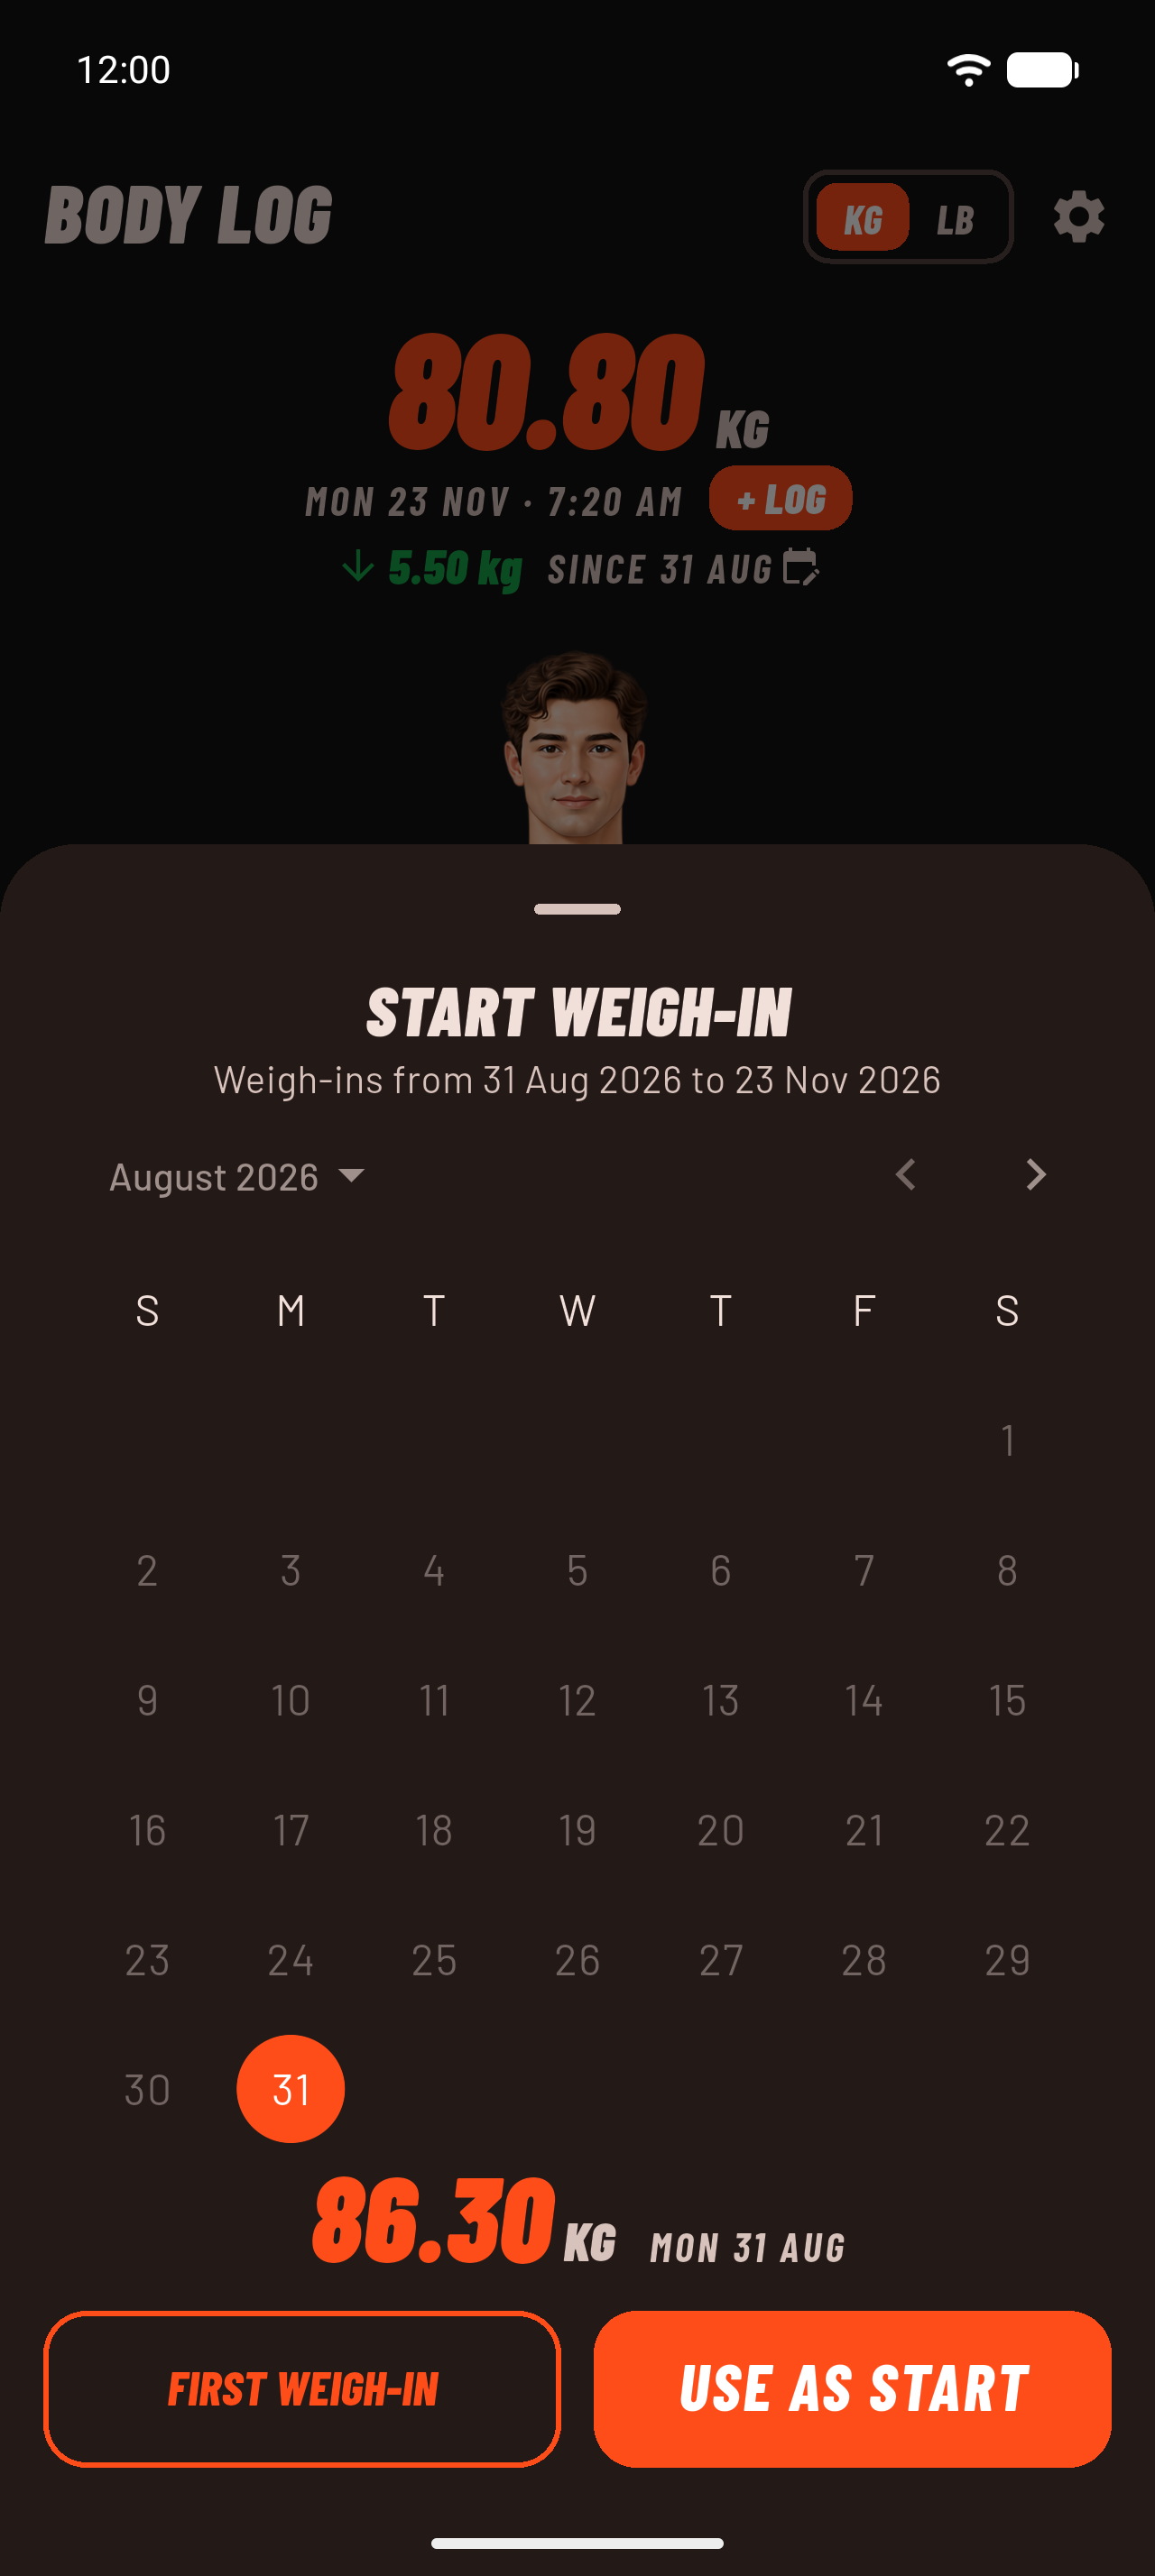 12:00
BODY LOG
KG LB
80.80 KG
MON 23 NOV · 7:20 AM + LOG
5.50 kg SINCE 31 AUG
START WEIGH-IN
Weigh-ins from 31 Aug 2026 to 23 Nov 2026
August 2026
S M T W T F S
1
2 3 4 5 6 7 8
9 10 11 12 13 14 15
16 17 18 19 20 21 22
23 24 25 26 27 28 29
30 31
86.30 KG MON 31 AUG
FIRST WEIGH-IN USE AS START